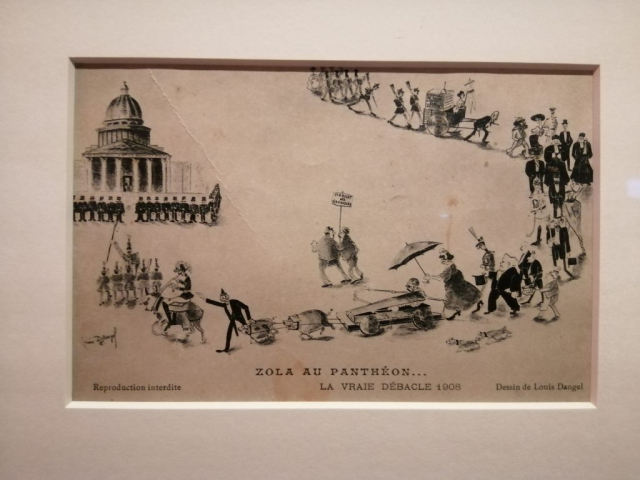 ZOLA AU PANTHÉON...
LA VRAIE DÉBACLE 1908
Reproduction interdite
Dessin de Louis Dangel